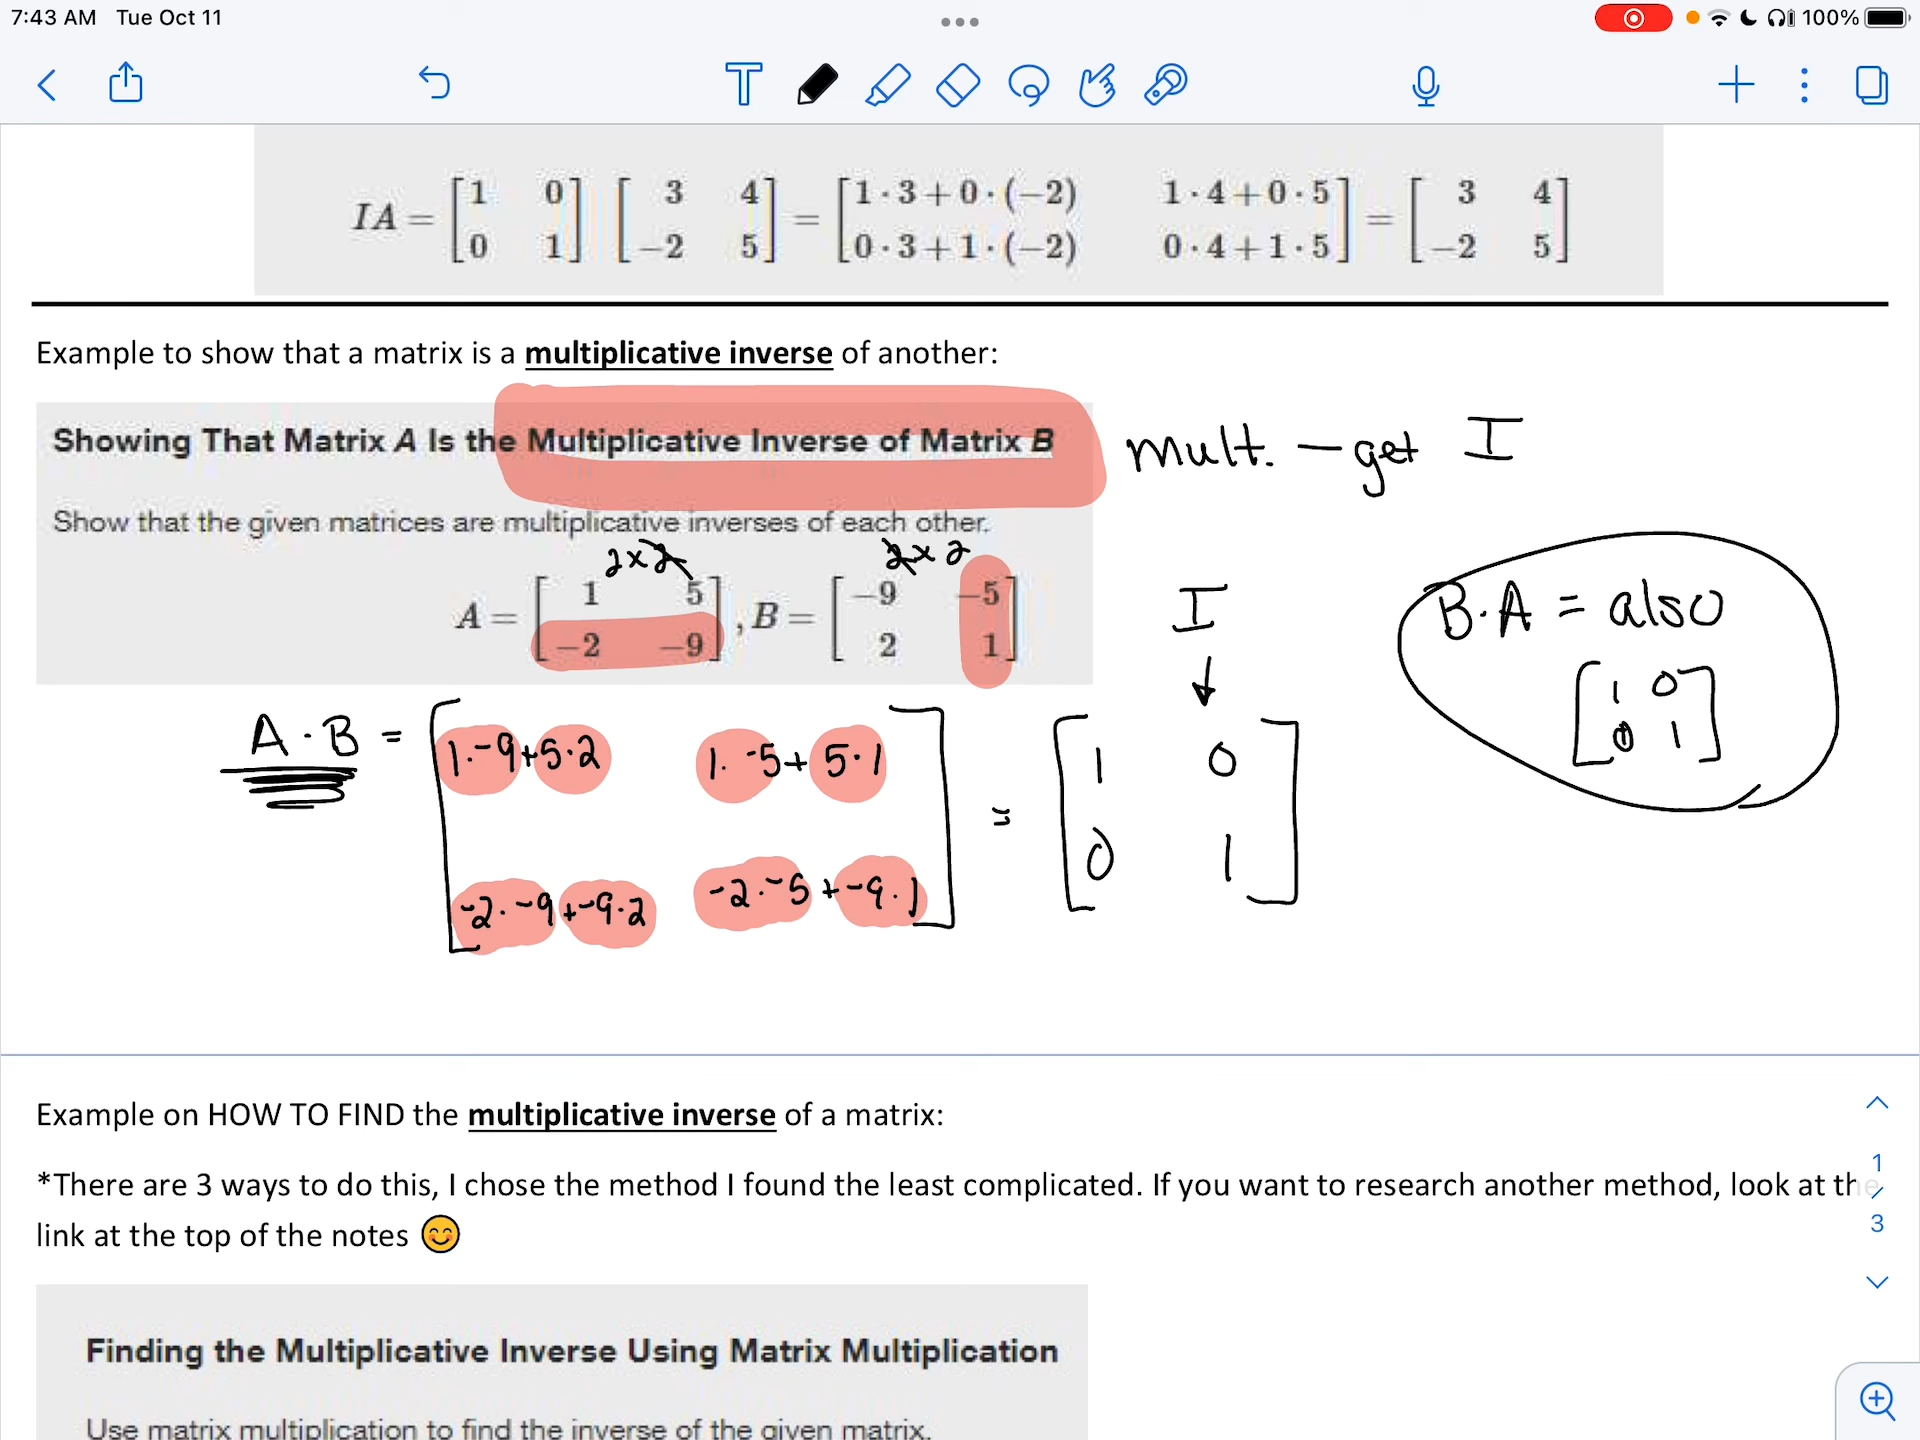 7:43 AM Tue Oct 11
100%
IA = [1 0 0 1] [3 4 −2 5] = [1·3+0·(−2) 1·4+0·5 0·3+1·(−2) 0·4+1·5] = [3 4 −2 5]
Example to show that a matrix is a multiplicative inverse of another:
Showing That Matrix A Is the Multiplicative Inverse of Matrix B
mult. – get I
Show that the given matrices are multiplicative inverses of each other.
2×2 2×2
A = [1 5 −2 −9], B = [−9 −5 2 1]
I
B·A = also
[1 0 0 1]
A·B = [1·-9+5·2 1·-5+5·1 -2·-9+-9·2 -2·-5+-9·1] = [1 0 0 1]
Example on HOW TO FIND the multiplicative inverse of a matrix:
*There are 3 ways to do this, I chose the method I found the least complicated. If you want to research another method, look at the
link at the top of the notes 😊
1
/
3
Finding the Multiplicative Inverse Using Matrix Multiplication
Use matrix multiplication to find the inverse of the given matrix.